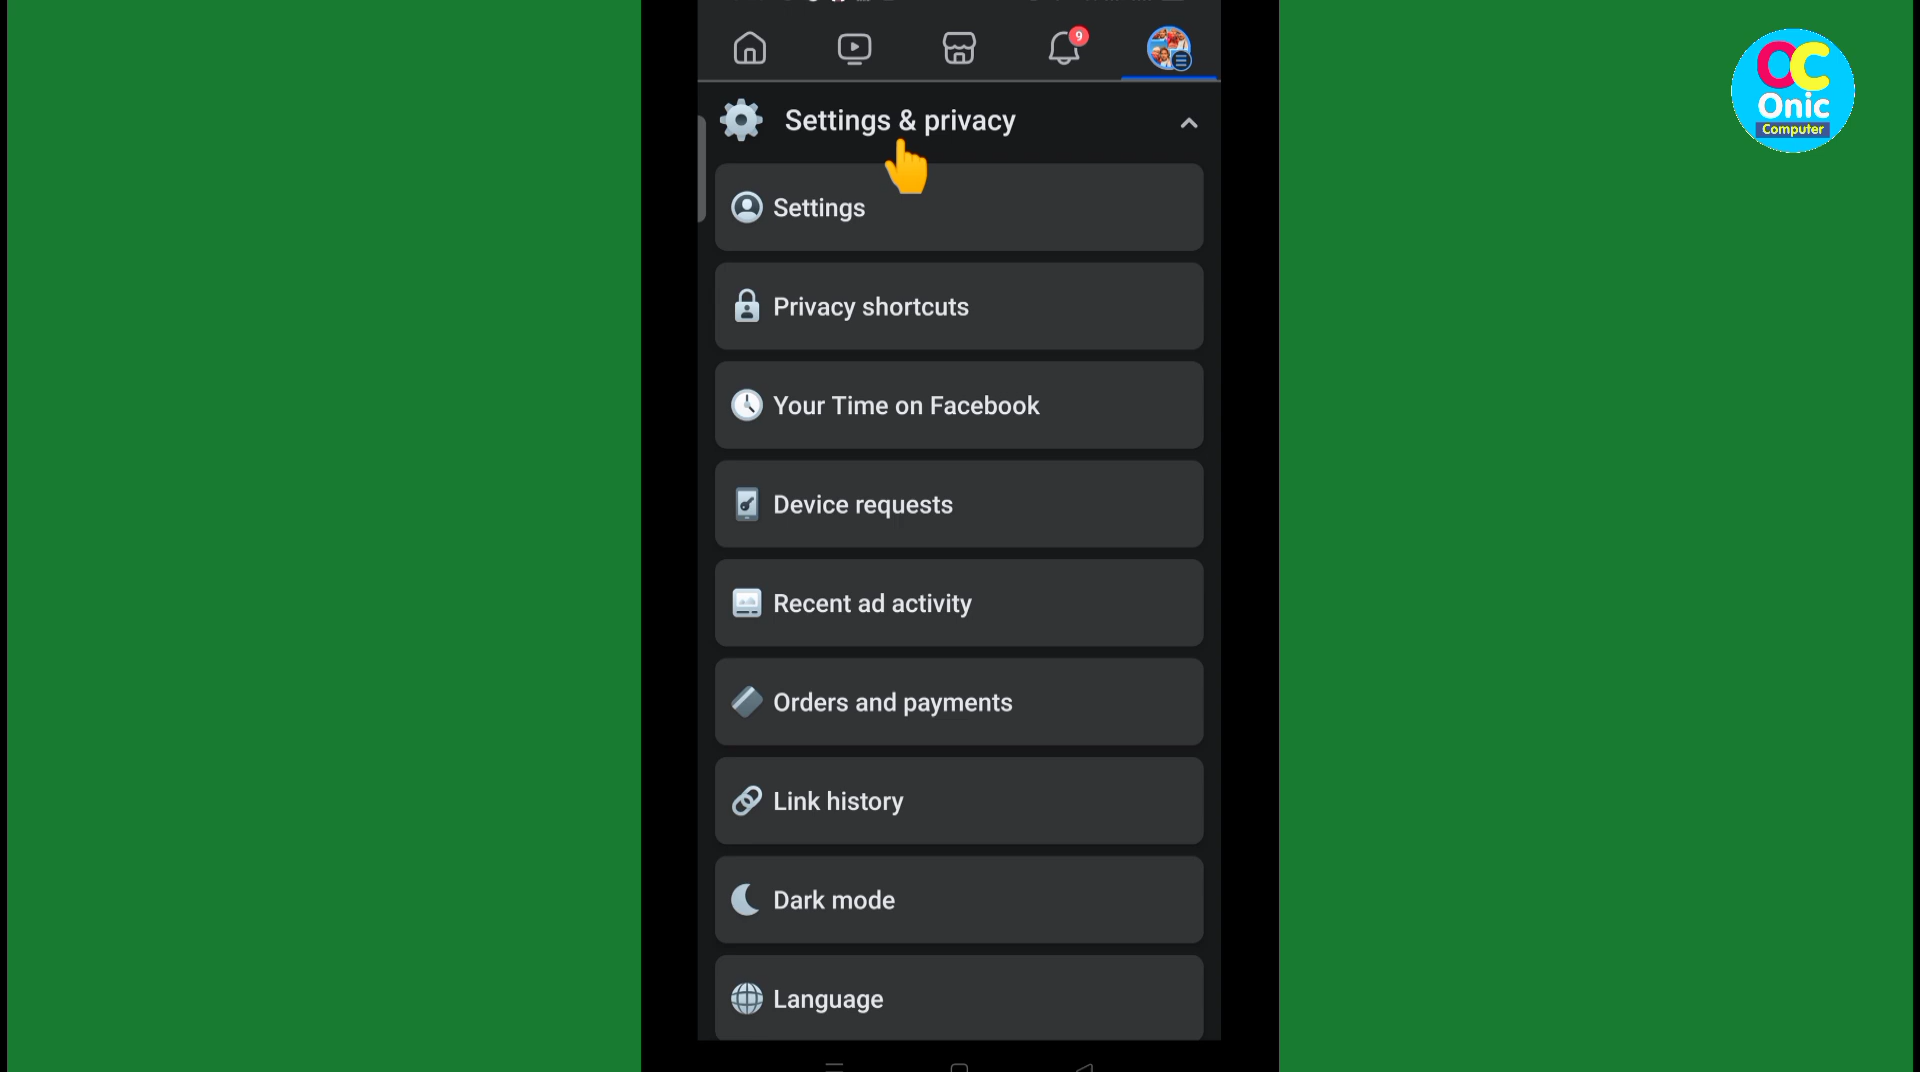 9
Settings & privacy
Settings
Privacy shortcuts
Your Time on Facebook
Device requests
Recent ad activity
Orders and payments
Link history
Dark mode
Language
OC
Onic
Computer